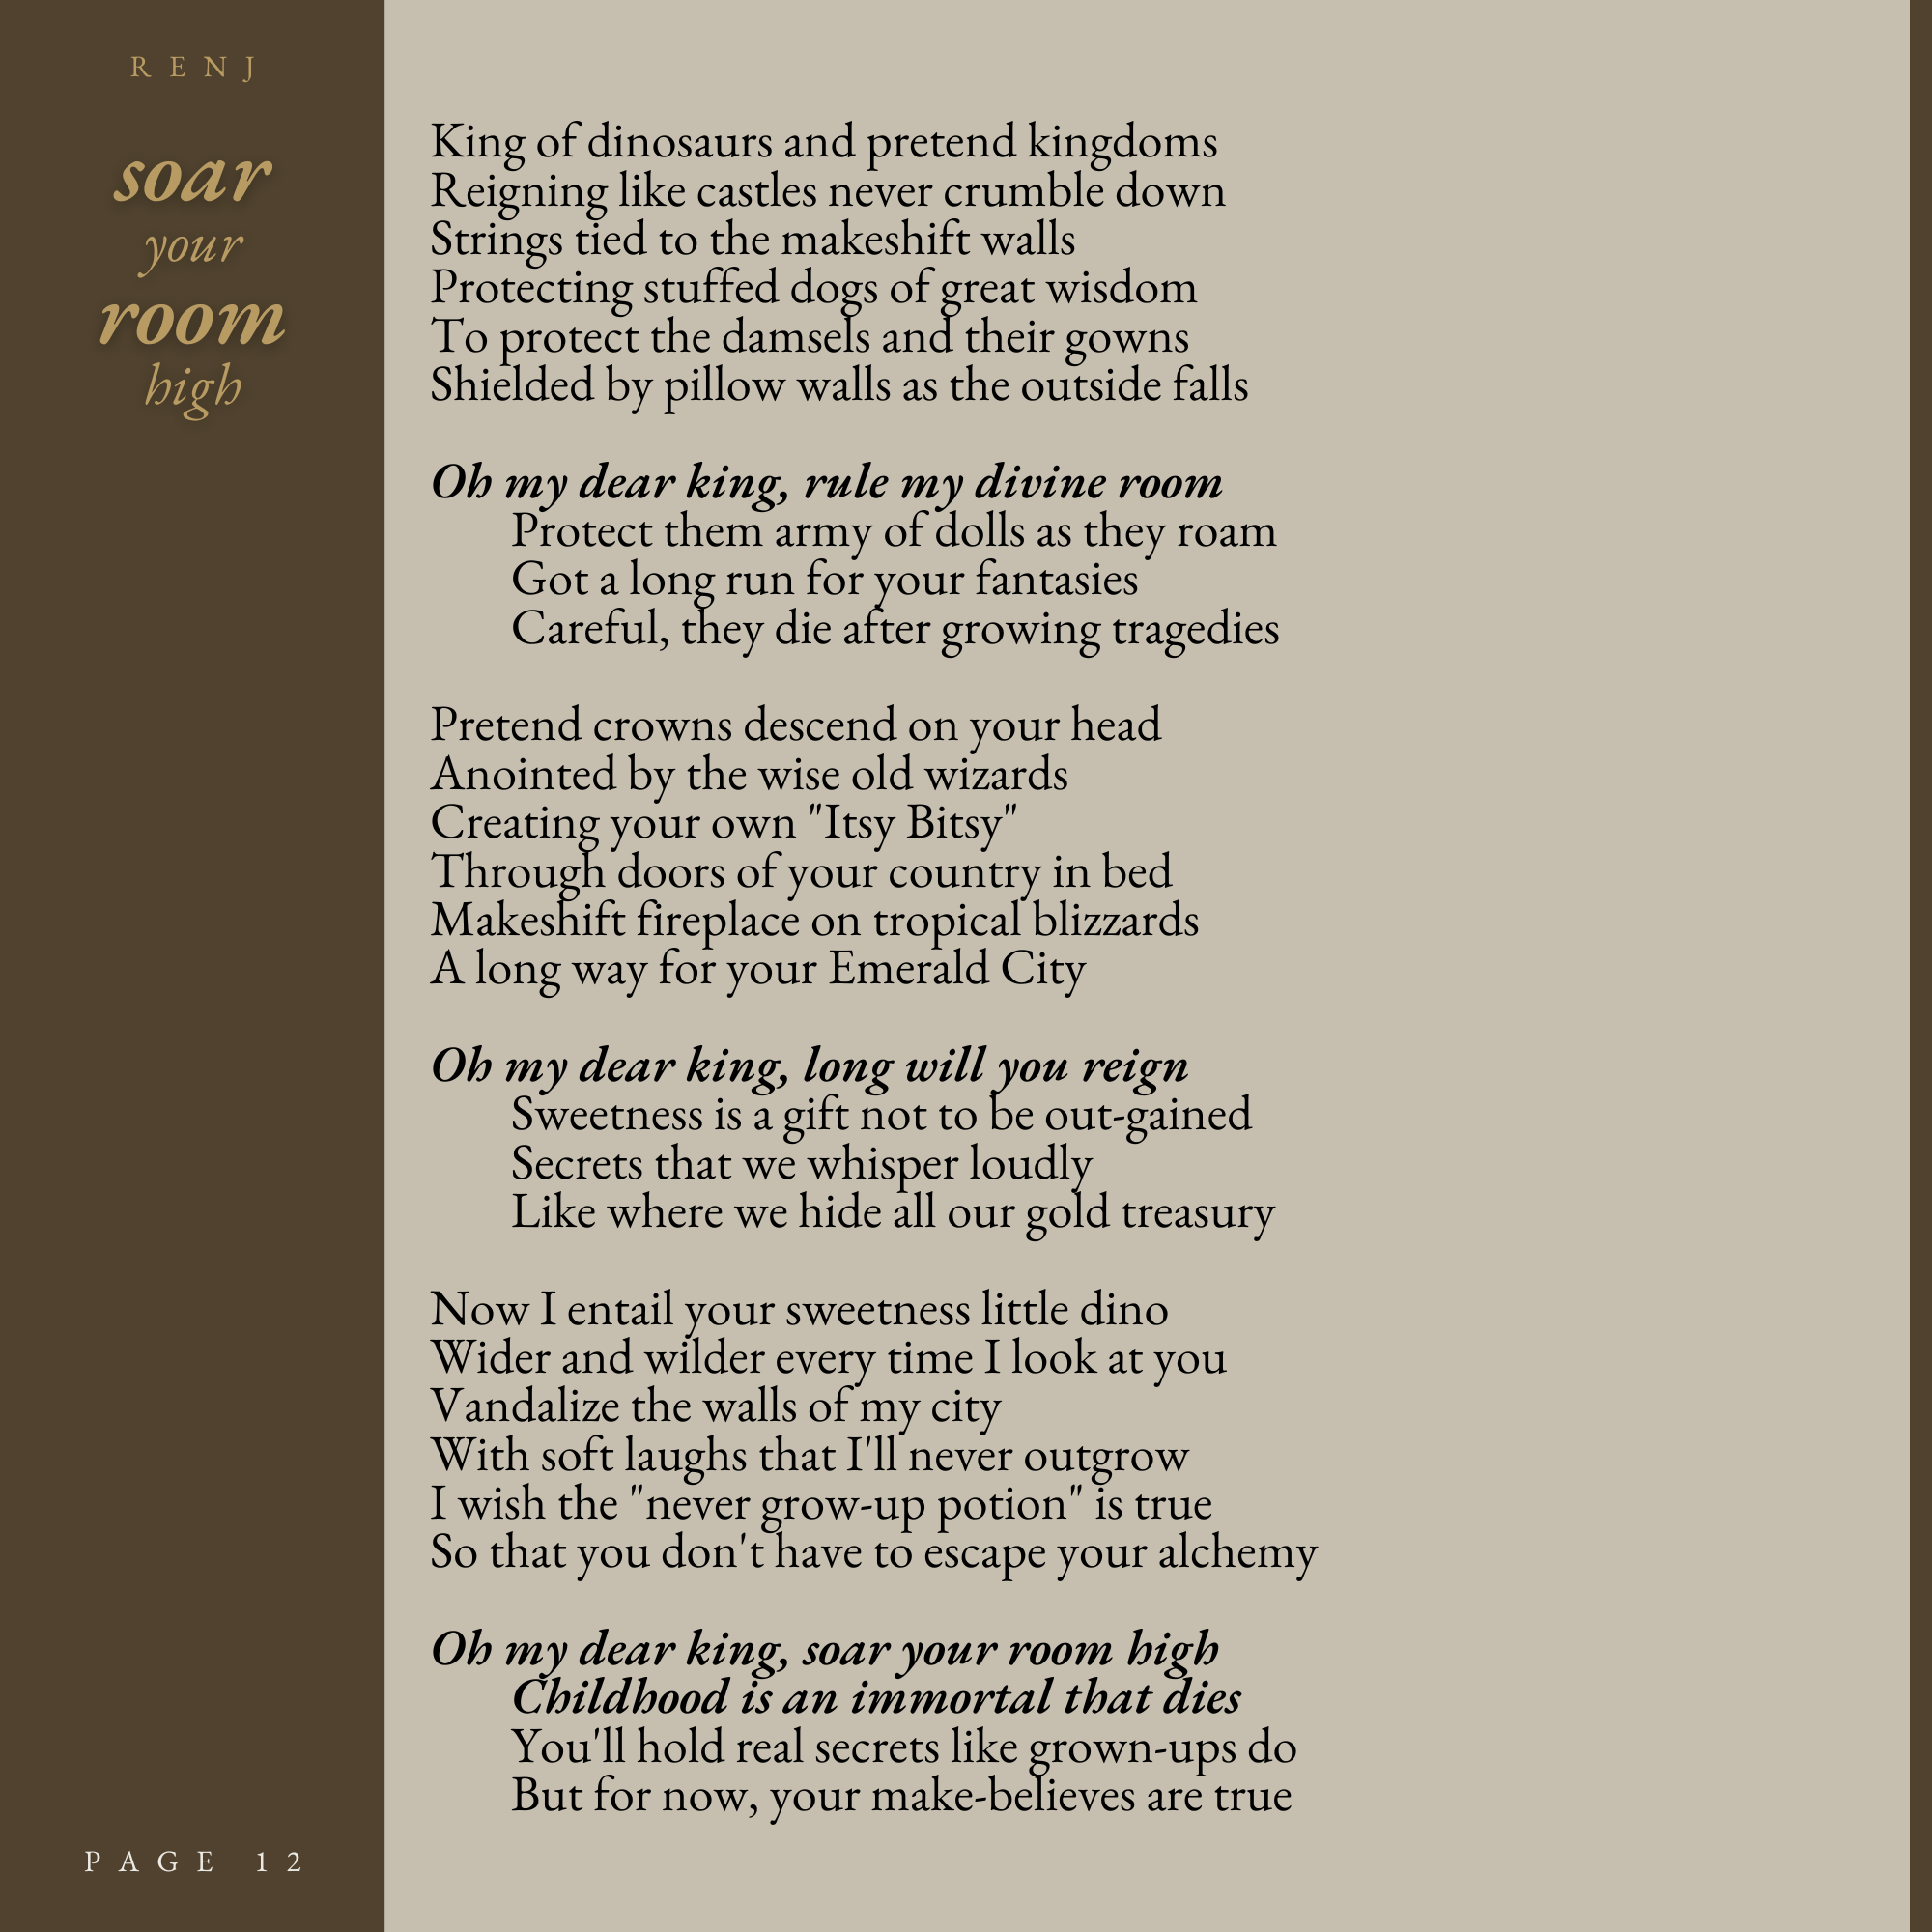 RENJ
soar
your
room
high
King of dinosaurs and pretend kingdoms
Reigning like castles never crumble down
Strings tied to the makeshift walls
Protecting stuffed dogs of great wisdom
To protect the damsels and their gowns
Shielded by pillow walls as the outside falls
Oh my dear king, rule my divine room
Protect them army of dolls as they roam
Got a long run for your fantasies
Careful, they die after growing tragedies
Pretend crowns descend on your head
Anointed by the wise old wizards
Creating your own "Itsy Bitsy"
Through doors of your country in bed
Makeshift fireplace on tropical blizzards
A long way for your Emerald City
Oh my dear king, long will you reign
Sweetness is a gift not to be out-gained
Secrets that we whisper loudly
Like where we hide all our gold treasury
Now I entail your sweetness little dino
Wider and wilder every time I look at you
Vandalize the walls of my city
With soft laughs that I'll never outgrow
I wish the "never grow-up potion" is true
So that you don't have to escape your alchemy
Oh my dear king, soar your room high
Childhood is an immortal that dies
You'll hold real secrets like grown-ups do
But for now, your make-believes are true
PAGE 12